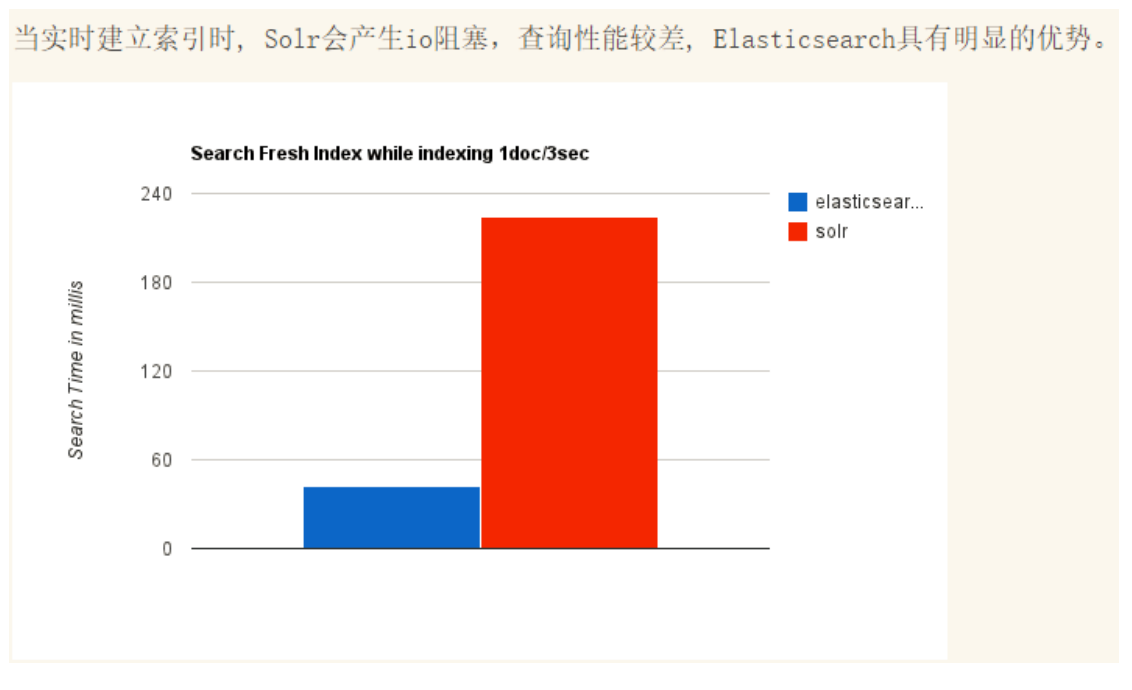 当实时建立索引时, Solr会产生io阻塞，查询性能较差, Elasticsearch具有明显的优势。
Search Fresh Index while indexing 1doc/3sec
240
180
120
60
0
Search Time in millis
elasticsear...
solr